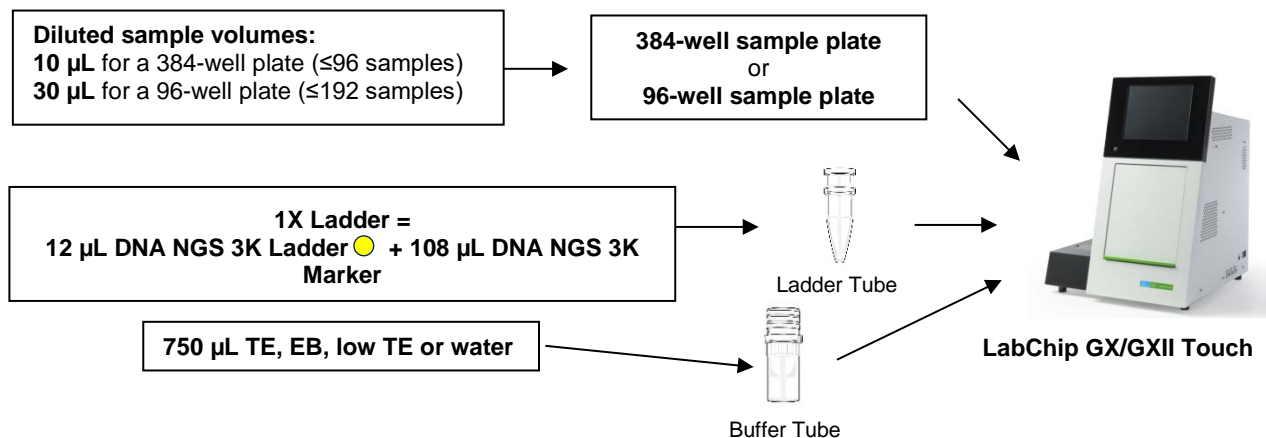 Diluted sample volumes:
10 µL for a 384-well plate (≤96 samples)
30 µL for a 96-well plate (≤192 samples)
384-well sample plate
or
96-well sample plate
1X Ladder =
12 µL DNA NGS 3K Ladder + 108 µL DNA NGS 3K
Marker
Ladder Tube
750 µL TE, EB, low TE or water
Buffer Tube
LabChip GX/GXII Touch